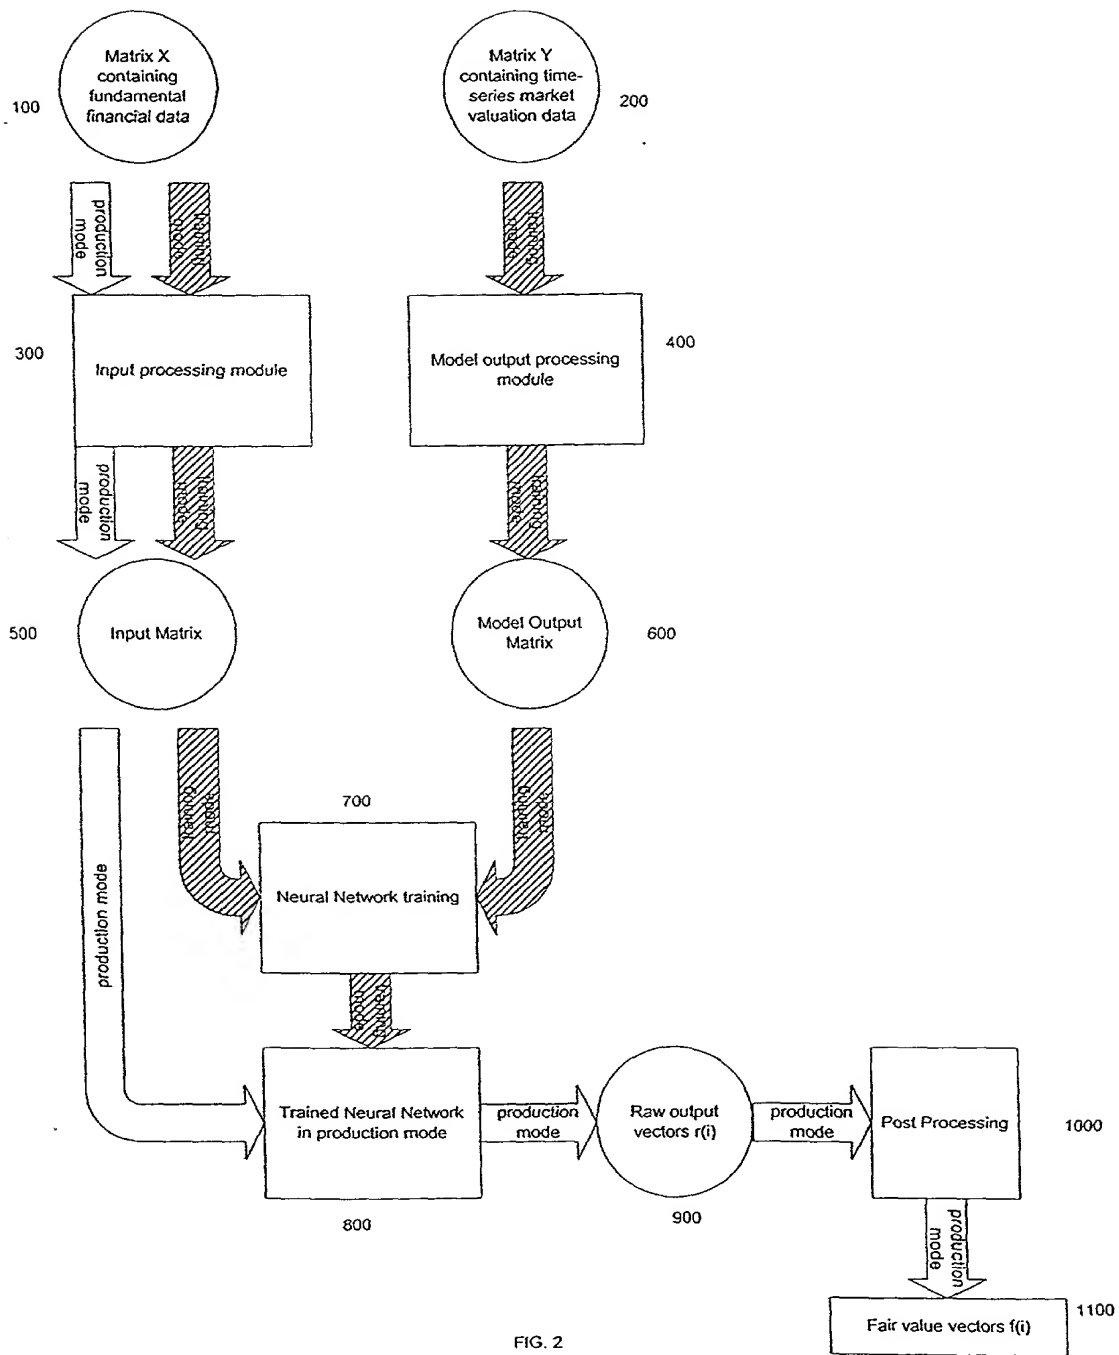 Matrix X
containing
fundamental
financial data
100
Matrix Y
containing time-
series market
valuation data
200
production
mode
training
mode
training
mode
300
Input processing module
Model output processing
module
400
production
mode
training
mode
training
mode
500
Input Matrix
Model Output
Matrix
600
production mode
training
mode
training
mode
700
Neural Network training
training
mode
Trained Neural Network
in production mode
800
production
mode
Raw output
vectors r(i)
900
production
mode
Post Processing
1000
production
mode
Fair value vectors f(i)
1100
FIG. 2